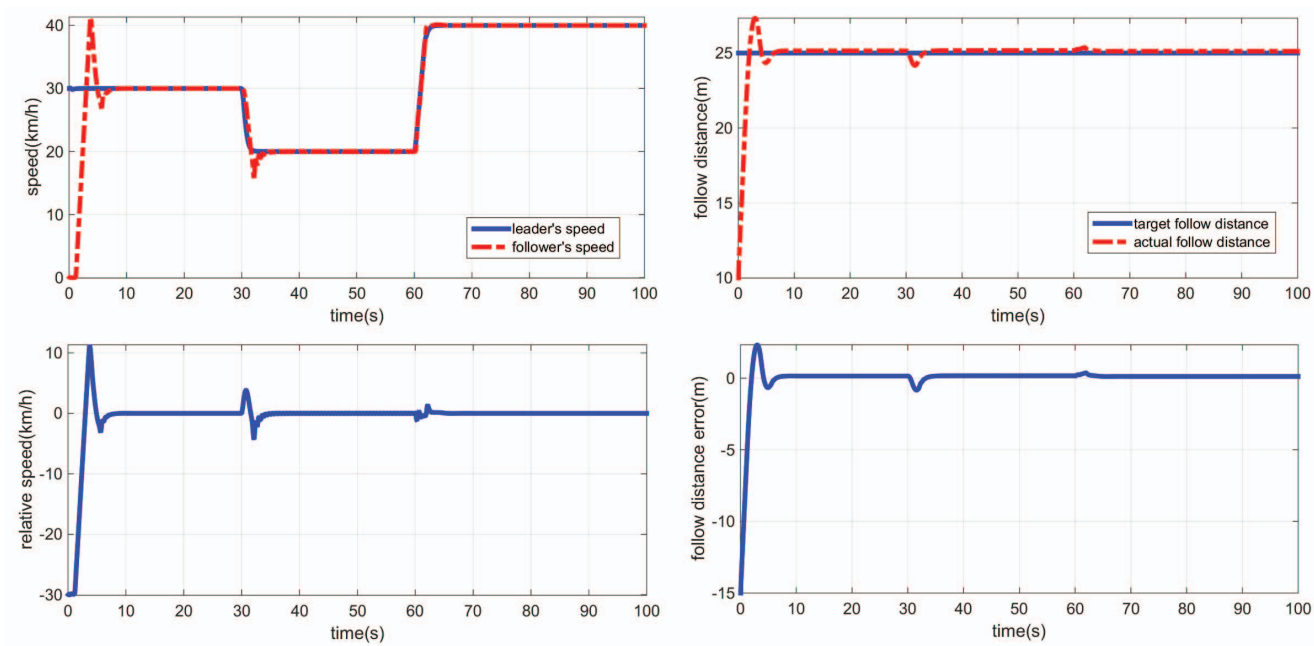 40
30
20
10
0
speed(km/h)
leader's speed
follower's speed
0 10 20 30 40 50 60 70 80 90 100
time(s)
25
25
15
10
follow distance(m)
target follow distance
actual follow distance
0 10 20 30 40 50 60 70 80 90 100
time(s)
10
0
-10
-20
-30
relative speed(km/h)
0 10 20 30 40 50 60 70 80 90 100
time(s)
0
-5
-10
-15
follow distance error(m)
0 10 20 30 40 50 60 70 80 90 100
time(s)